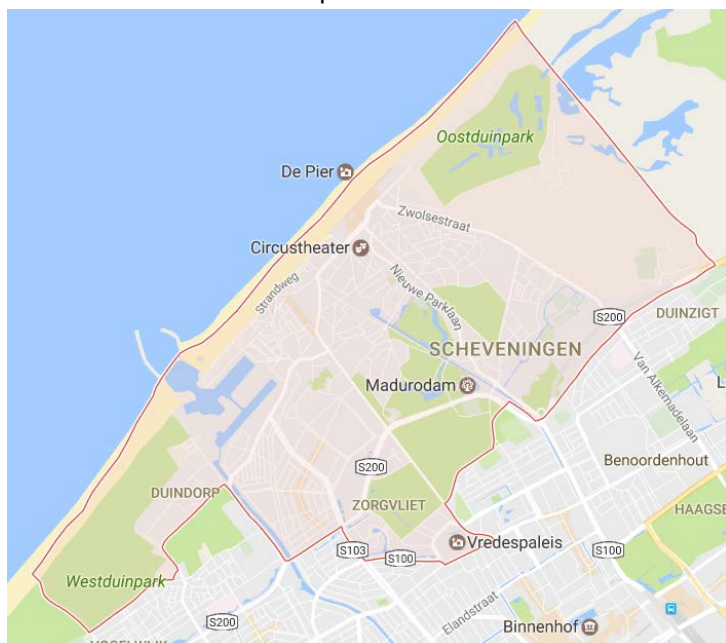 Oostduinpark
De Pier
Zwolsestraat
Circustheater
Strandweg
Nieuwe Parklaan
S200
DUINZIGT
SCHEVENINGEN
Madurodam
Van Alkemadelaan
L
S200
Benoordenhout
DUINDORP
ZORGVLIET
HAAGSE
Vredespaleis
S103
S100
S100
Westduinpark
Elandstraat
S200
Binnenhof